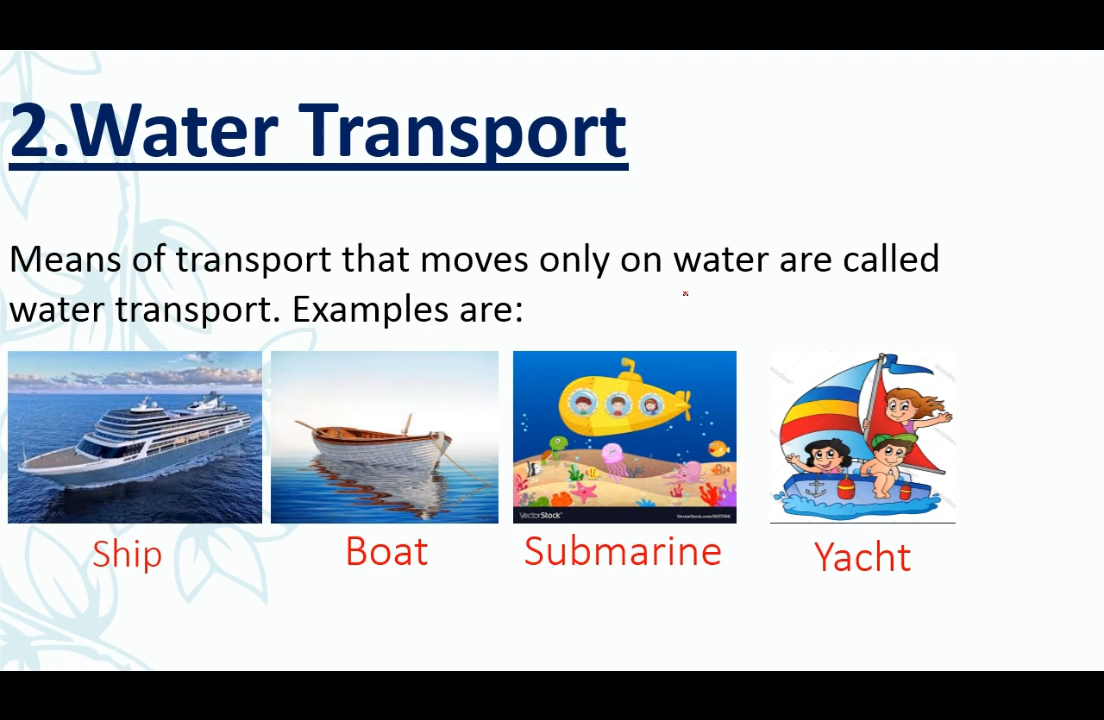 2.Water Transport
Means of transport that moves only on water are called
water transport. Examples are:
VectorStock
Ship
Boat
Submarine
Yacht